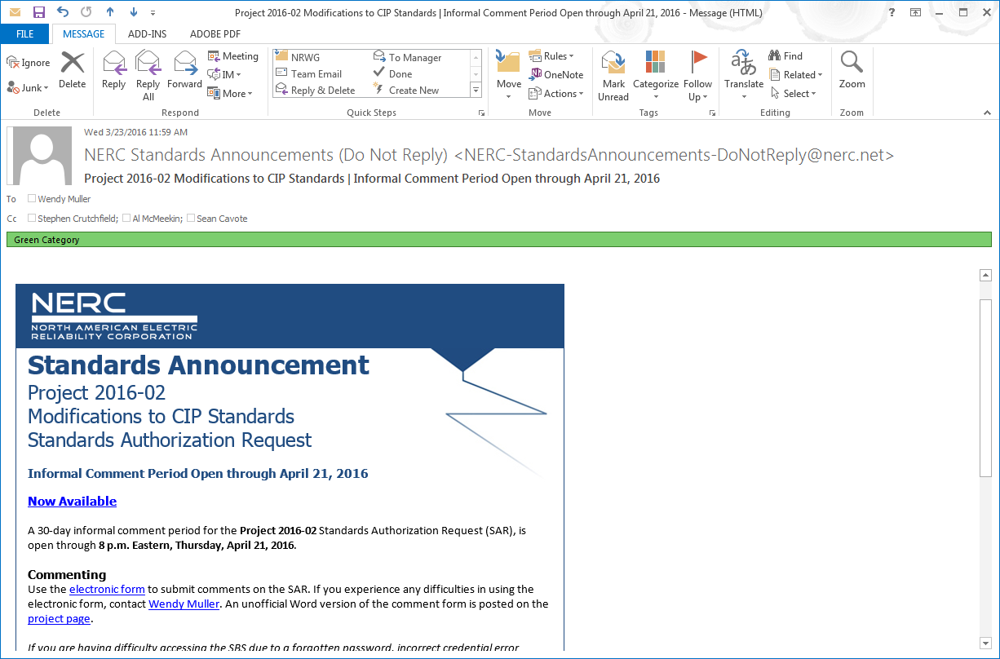 Project 2016-02 Modifications to CIP Standards | Informal Comment Period Open through April 21, 2016 - Message (HTML)
FILE MESSAGE ADD-INS ADOBE PDF
Ignore
Junk
Delete
Delete
Reply
Reply All
Forward
Meeting
IM
More
Respond
NRWG
Team Email
Reply & Delete
To Manager
Done
Create New
Quick Steps
Move
Rules
OneNote
Actions
Move
Mark Unread
Categorize
Follow Up
Tags
Translate
Find
Related
Select
Editing
Zoom
Zoom
Wed 3/23/2016 11:59 AM
NERC Standards Announcements (Do Not Reply) <NERC-StandardsAnnouncements-DoNotReply@nerc.net>
Project 2016-02 Modifications to CIP Standards | Informal Comment Period Open through April 21, 2016
To Wendy Muller
Cc Stephen Crutchfield; Al McMeekin; Sean Cavote
Green Category
NERC
NORTH AMERICAN ELECTRIC
RELIABILITY CORPORATION
Standards Announcement
Project 2016-02
Modifications to CIP Standards
Standards Authorization Request
Informal Comment Period Open through April 21, 2016
Now Available
A 30-day informal comment period for the Project 2016-02 Standards Authorization Request (SAR), is
open through 8 p.m. Eastern, Thursday, April 21, 2016.
Commenting
Use the electronic form to submit comments on the SAR. If you experience any difficulties in using the
electronic form, contact Wendy Muller. An unofficial Word version of the comment form is posted on the
project page.
If you are having difficulty accessing the SBS due to a forgotten password, incorrect credential error